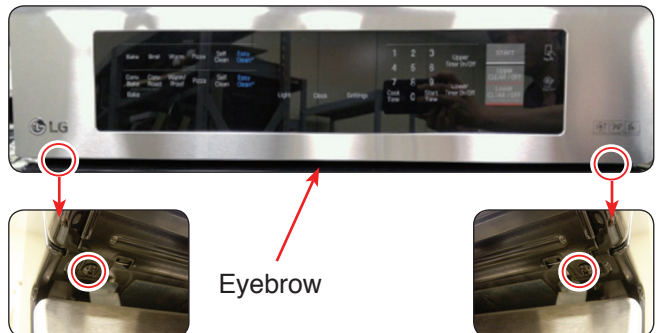 1 2 3 Upper START
Bake Broil Warm Pizza Self Easy Timer On/Off
Clean Clean+
4 5 6 Upper
CLEAR / OFF
Conv. Conv. Warm/ Pizza Self Easy 7 8 9 Lower Lower
Bake Roast Proof Clean Clean+ Timer On/Off CLEAR / OFF
Bake Light Clock Settings Cook 0 Start
Time Time
LG
Eyebrow